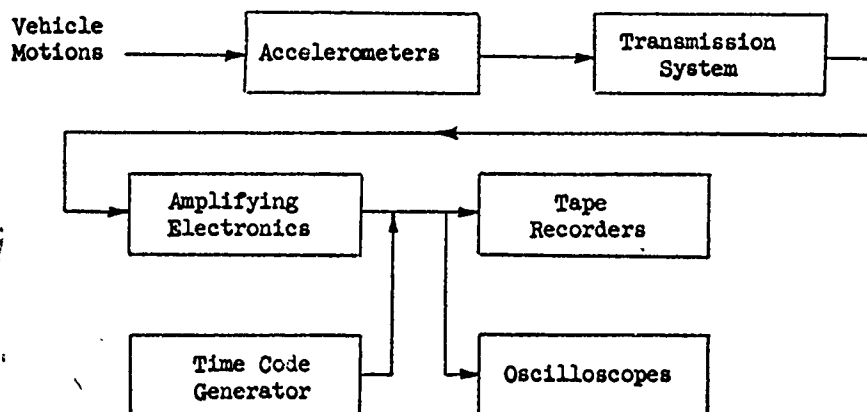 Vehicle
Motions
Accelerometers
Transmission
System
Amplifying
Electronics
Tape
Recorders
Time Code
Generator
Oscilloscopes